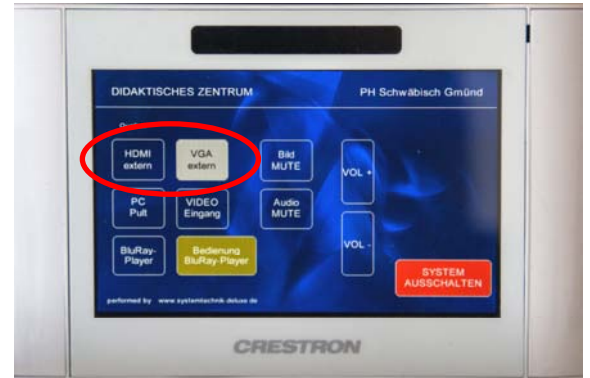 DIDAKTISCHES ZENTRUM PH Schwäbisch Gmünd
HDMI
extern
VGA
extern
Bild
MUTE
VOL +
PC
Pult
VIDEO
Eingang
Audio
MUTE
VOL -
BluRay-
Player
Bedienung
BluRay-Player
SYSTEM
AUSSCHALTEN
performed by www.systemtechnik-deluxe.de
CRESTRON